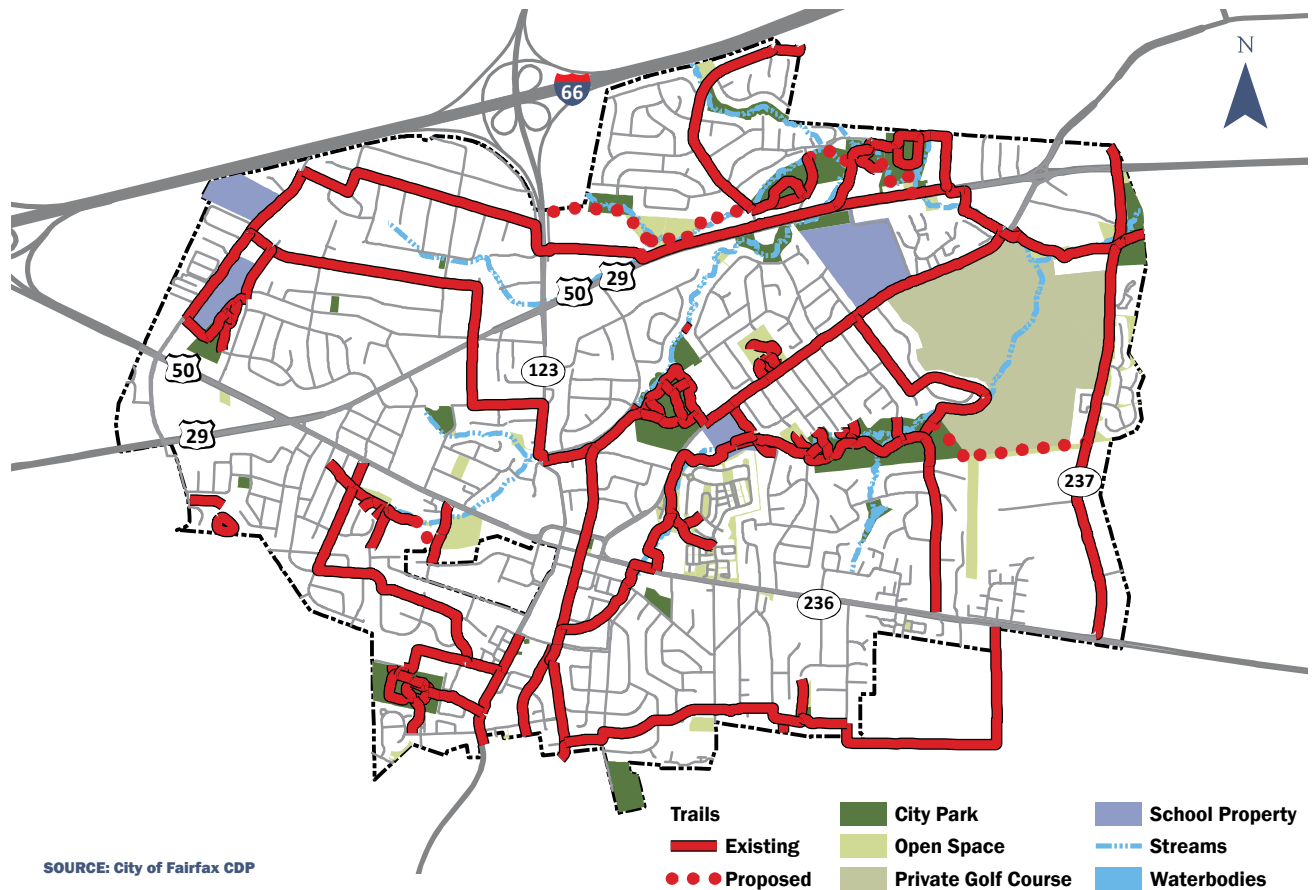 N
66
50
29
123
50
29
237
236
Trails
Existing
Proposed
City Park
Open Space
Private Golf Course
School Property
Streams
Waterbodies
SOURCE: City of Fairfax CDP